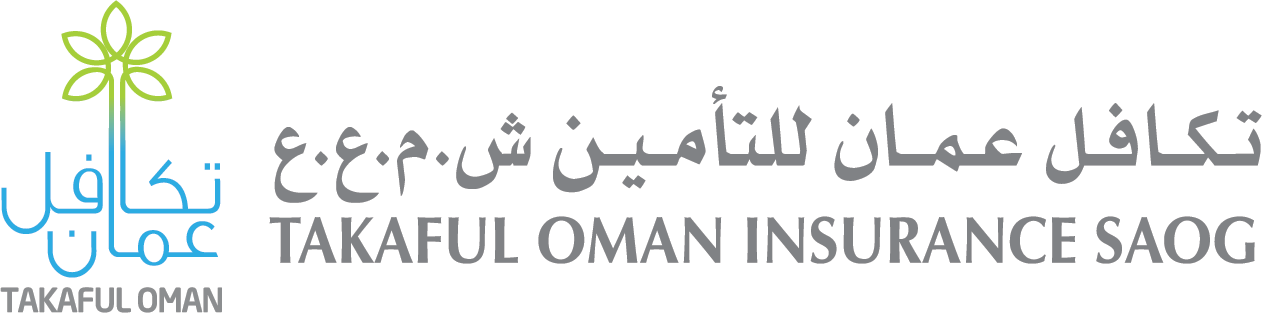 تكافل
عمان
TAKAFUL OMAN
تكافل عمان للتأمين ش.م.ع.ع
TAKAFUL OMAN INSURANCE SAOG